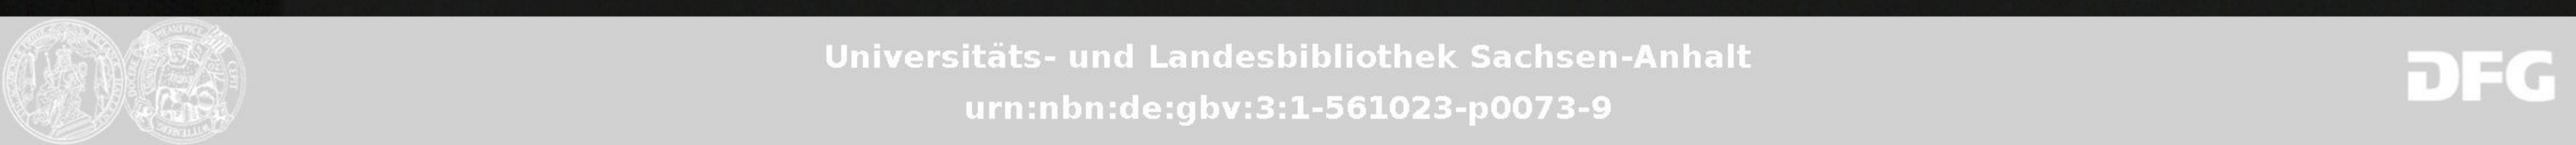 Universitäts- und Landesbibliothek Sachsen-Anhalt
urn:nbn:de:gbv:3:1-561023-p0073-9
DFG